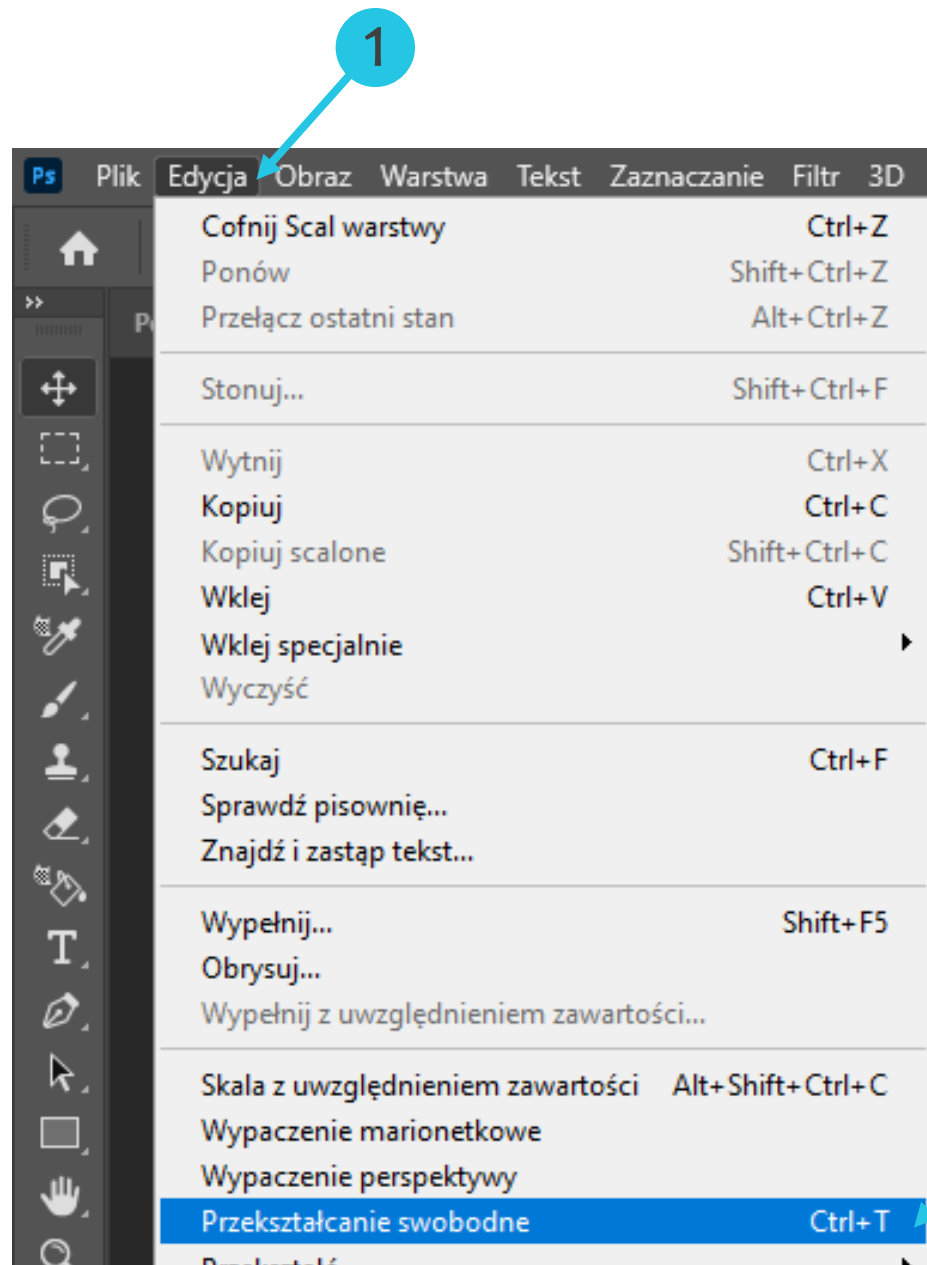 1
Ps Plik Edycja Obraz Warstwa Tekst Zaznaczanie Filtr 3D
Cofnij Scal warstwy Ctrl+Z
Ponów Shift+Ctrl+Z
Przełącz ostatni stan Alt+Ctrl+Z
Stonuj... Shift+Ctrl+F
Wytnij Ctrl+X
Kopiuj Ctrl+C
Kopiuj scalone Shift+Ctrl+C
Wklej Ctrl+V
Wklej specjalnie
Wyczyść
Szukaj Ctrl+F
Sprawdź pisownię...
Znajdź i zastąp tekst...
Wypełnij... Shift+F5
Obrysuj...
Wypełnij z uwzględnieniem zawartości...
Skala z uwzględnieniem zawartości Alt+Shift+Ctrl+C
Wypaczenie marionetkowe
Wypaczenie perspektywy
Przekształcanie swobodne Ctrl+T